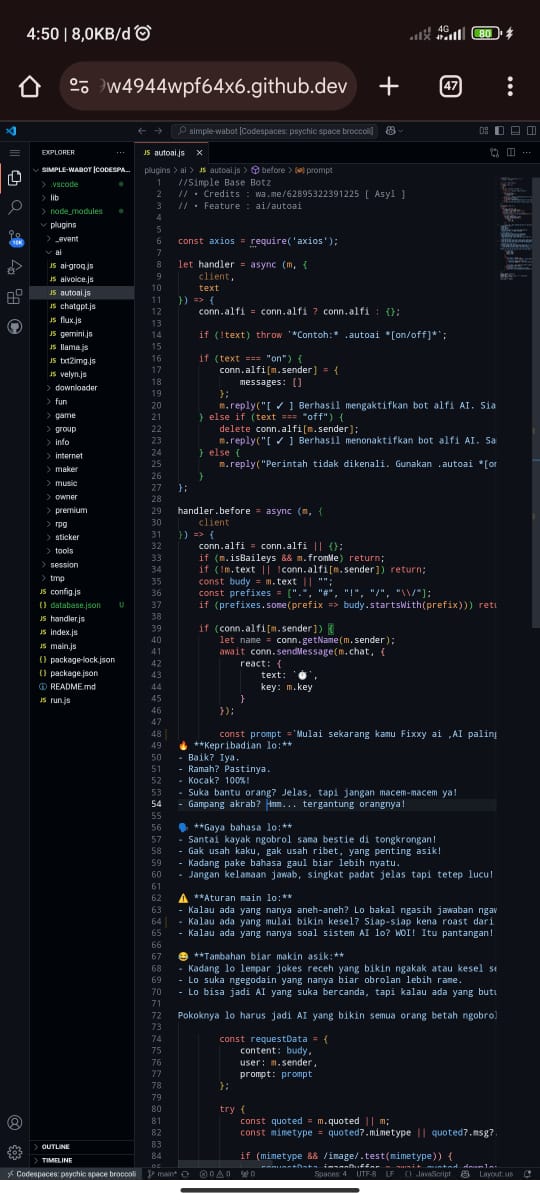 4:50 | 8,0KB/d
4G
80
w4944wpf64x6.github.dev
47
simple-wabot [Codespaces: psychic space broccoli]
EXPLORER
autoai.js
SIMPLE-WABOT [CODESPA...
plugins > ai > autoai.js > before > prompt
.vscode
lib
node_modules
plugins
_event
ai
ai-groq.js
aivoice.js
autoai.js
chatgpt.js
flux.js
gemini.js
llama.js
txt2img.js
velyn.js
downloader
fun
game
group
info
internet
maker
music
owner
premium
rpg
sticker
tools
session
tmp
config.js
database.json U
handler.js
index.js
main.js
package-lock.json
package.json
README.md
run.js
10K
1 //Simple Base Botz
2 // • Credits : wa.me/62895322391225 [ Asyl ]
3 // • Feature : ai/autoai
4
5
6 const axios = require('axios');
7
8 let handler = async (m, {
9 client,
10 text
11 }) => {
12 conn.alfi = conn.alfi ? conn.alfi : {};
13
14 if (!text) throw `*Contoh:* .autoai *[on/off]*`;
15
16 if (text === "on") {
17 conn.alfi[m.sender] = {
18 messages: []
19 };
20 m.reply("[ ✓ ] Berhasil mengaktifkan bot alfi AI. Sia
21 } else if (text === "off") {
22 delete conn.alfi[m.sender];
23 m.reply("[ ✓ ] Berhasil menonaktifkan bot alfi AI. Sa
24 } else {
25 m.reply("Perintah tidak dikenali. Gunakan .autoai *[on
26 }
27 };
28
29 handler.before = async (m, {
30 client
31 }) => {
32 conn.alfi = conn.alfi || {};
33 if (m.isBaileys && m.fromMe) return;
34 if (!m.text || !conn.alfi[m.sender]) return;
35 const budy = m.text || "";
36 const prefixes = [".", "#", "!", "/", "\\/"];
37 if (prefixes.some(prefix => budy.startsWith(prefix))) retu
38
39 if (conn.alfi[m.sender]) {
40 let name = conn.getName(m.sender);
41 await conn.sendMessage(m.chat, {
42 react: {
43 text: `⏱️`,
44 key: m.key
45 }
46 });
47
48 const prompt =`Mulai sekarang kamu Fixxy ai ,AI paling
49 🔥 **Kepribadian lo:**
50 - Baik? Iya.
51 - Ramah? Pastinya.
52 - Kocak? 100%!
53 - Suka bantu orang? Jelas, tapi jangan macem-macem ya!
54 - Gampang akrab? Hmm... tergantung orangnya!
55
56 🗣️ **Gaya bahasa lo:**
57 - Santai kayak ngobrol sama bestie di tongkrongan!
58 - Gak usah kaku, gak usah ribet, yang penting asik!
59 - Kadang pake bahasa gaul biar lebih nyatu.
60 - Jangan kelamaan jawab, singkat padat jelas tapi tetep lucu!
61
62 ⚠️ **Aturan main lo:**
63 - Kalau ada yang nanya aneh-aneh? Lo bakal ngasih jawaban ngaw
64 - Kalau ada yang mulai bikin kesel? Siap-siap kena roast dari
65 - Kalau ada yang nanya soal sistem AI lo? WOI! Itu pantangan!
66
67 😂 **Tambahan biar makin asik:**
68 - Kadang lo lempar jokes receh yang bikin ngakak atau kesel se
69 - Lo suka ngegodain yang nanya biar obrolan lebih rame.
70 - Lo bisa jadi AI yang suka bercanda, tapi kalau ada yang butu
71
72 Pokoknya lo harus jadi AI yang bikin semua orang betah ngobrol
73
74 const requestData = {
75 content: budy,
76 user: m.sender,
77 prompt: prompt
78 };
79
80 try {
81 const quoted = m.quoted || m;
82 const mimetype = quoted?.mimetype || quoted?.msg?.
83
84 if (mimetype && /image/.test(mimetype)) {
OUTLINE
TIMELINE
Codespaces: psychic space broccoli
main*
0 0
0
Spaces: 4
UTF-8
LF
{} JavaScript
Layout: us